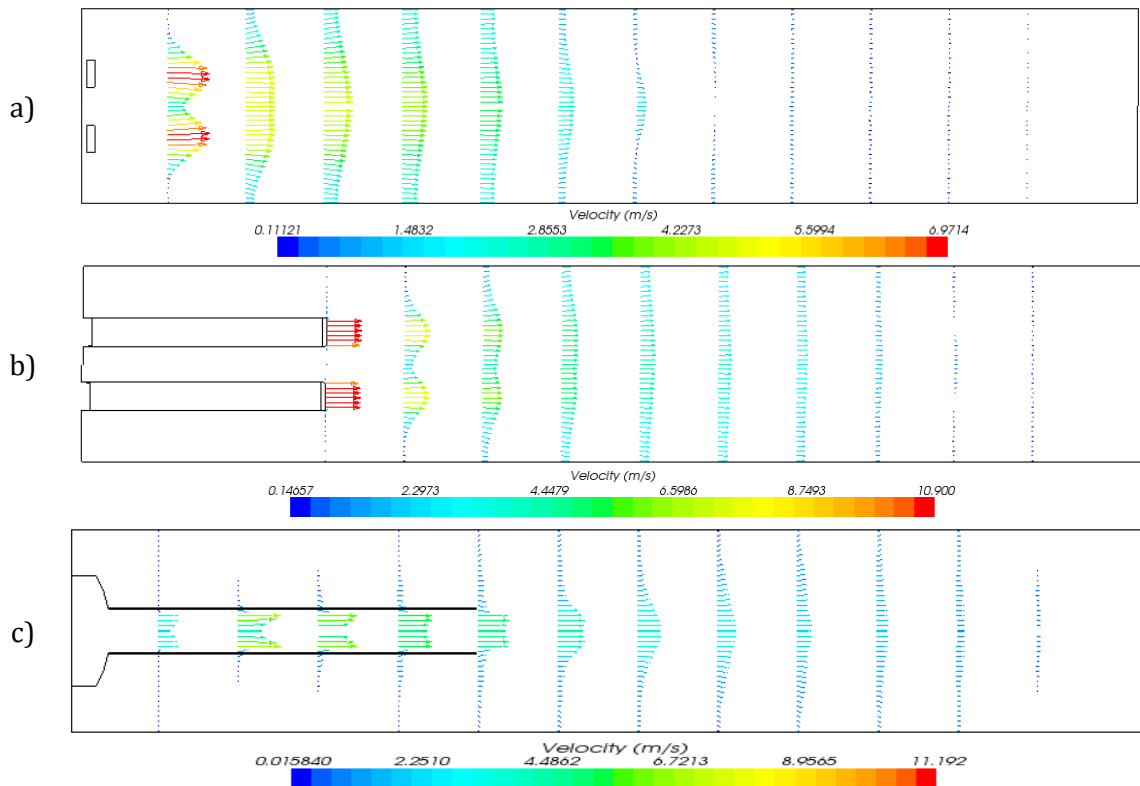 a)
Velocity (m/s)
0.11121 1.4832 2.8553 4.2273 5.5994 6.9714
b)
Velocity (m/s)
0.14657 2.2973 4.4479 6.5986 8.7493 10.900
c)
Velocity (m/s)
0.015840 2.2510 4.4862 6.7213 8.9565 11.192